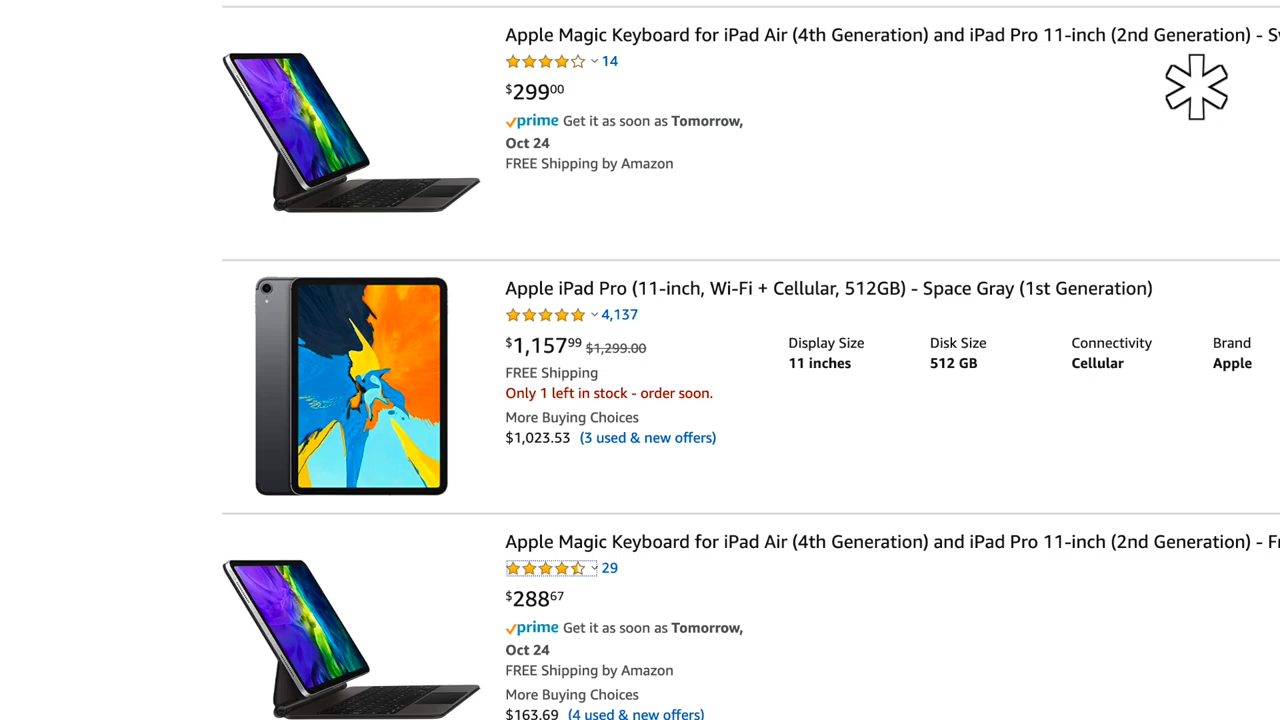 Apple Magic Keyboard for iPad Air (4th Generation) and iPad Pro 11-inch (2nd Generation) -
14
$29900
prime Get it as soon as Tomorrow,
Oct 24
FREE Shipping by Amazon
Apple iPad Pro (11-inch, Wi-Fi + Cellular, 512GB) - Space Gray (1st Generation)
4,137
$1,15799 $1,299.00
FREE Shipping
Only 1 left in stock - order soon.
More Buying Choices
$1,023.53 (3 used & new offers)
Display Size Disk Size Connectivity Brand
11 inches 512 GB Cellular Apple
Apple Magic Keyboard for iPad Air (4th Generation) and iPad Pro 11-inch (2nd Generation) -
29
$28867
prime Get it as soon as Tomorrow,
Oct 24
FREE Shipping by Amazon
More Buying Choices
$163.69 (4 used & new offers)